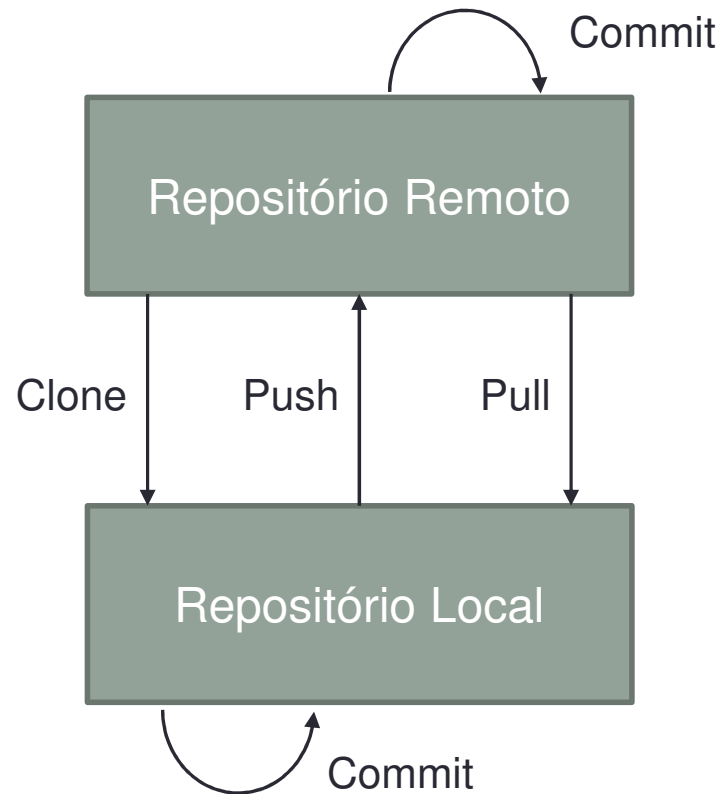 Commit
Repositório Remoto
Clone
Push
Pull
Repositório Local
Commit